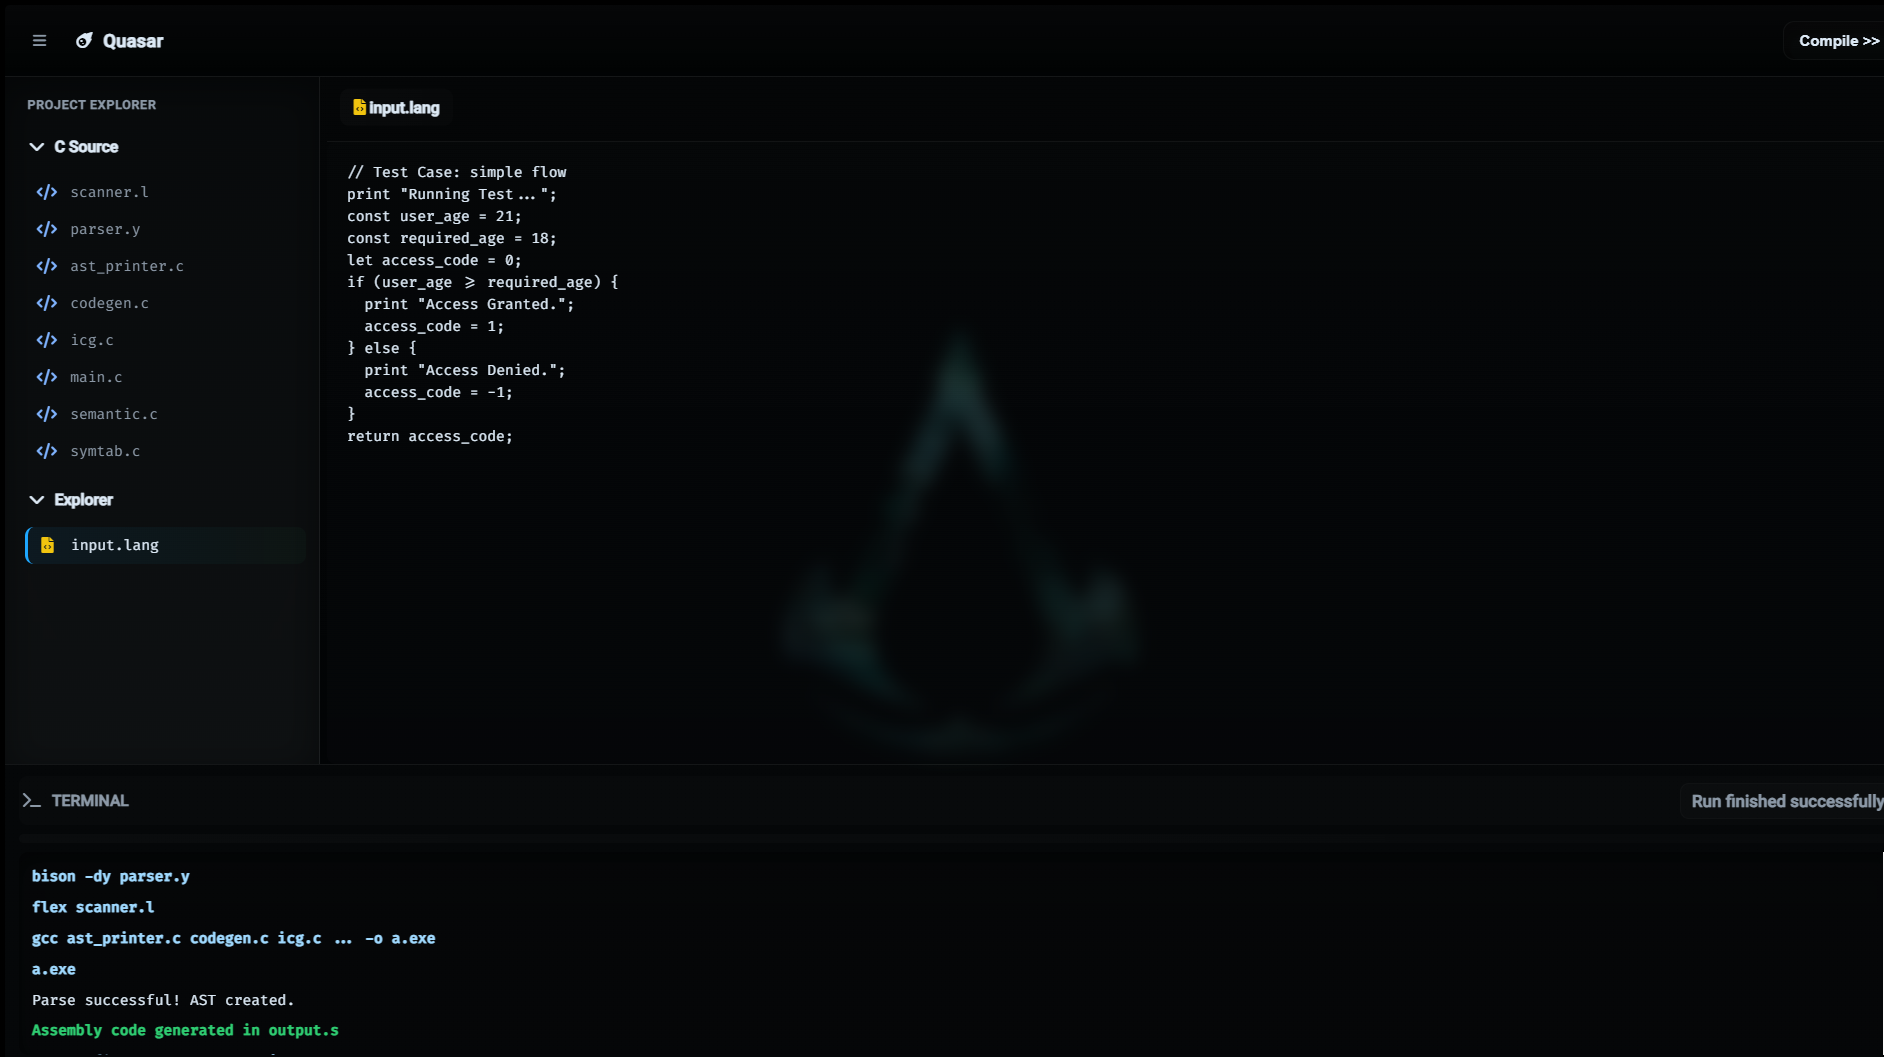 Quasar
Compile >>
PROJECT EXPLORER
C Source
</> scanner.l
</> parser.y
</> ast_printer.c
</> codegen.c
</> icg.c
</> main.c
</> semantic.c
</> symtab.c
Explorer
input.lang
input.lang
// Test Case: simple flow
print "Running Test...";
const user_age = 21;
const required_age = 18;
let access_code = 0;
if (user_age >= required_age) {
  print "Access Granted.";
  access_code = 1;
} else {
  print "Access Denied.";
  access_code = -1;
}
return access_code;
>_ TERMINAL
Run finished successfully
bison -dy parser.y
flex scanner.l
gcc ast_printer.c codegen.c icg.c ... -o a.exe
a.exe
Parse successful! AST created.
Assembly code generated in output.s